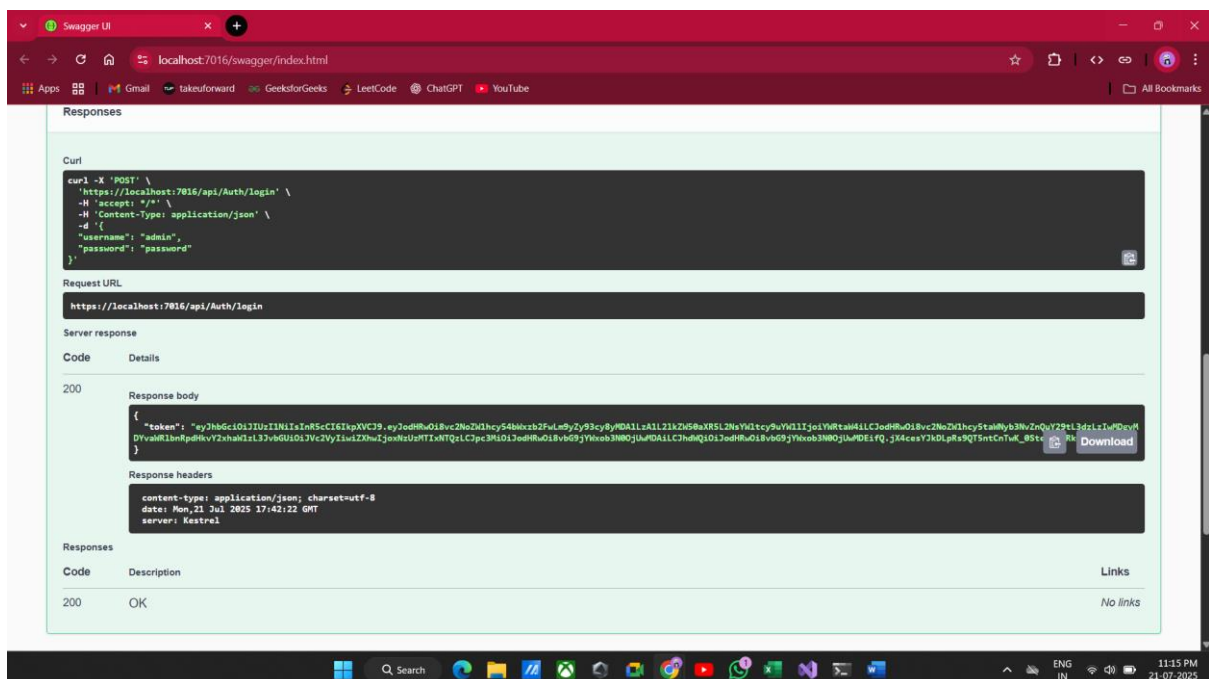 Swagger UI
localhost:7016/swagger/index.html
Apps Gmail takeuforward GeeksforGeeks LeetCode ChatGPT YouTube All Bookmarks
Responses
Curl
curl -X 'POST' \
'https://localhost:7016/api/Auth/login' \
-H 'accept: */*' \
-H 'Content-Type: application/json' \
-d '{
"username": "admin",
"password": "password"
}'
Request URL
https://localhost:7016/api/Auth/login
Server response
Code Details
200
Response body
{
"token":
Download
}
Response headers
content-type: application/json; charset=utf-8
date: Mon,21 Jul 2025 17:42:22 GMT
server: Kestrel
Responses
Code Description Links
200 OK No links
Search ENG 11:15 PM
IN 21-07-2025